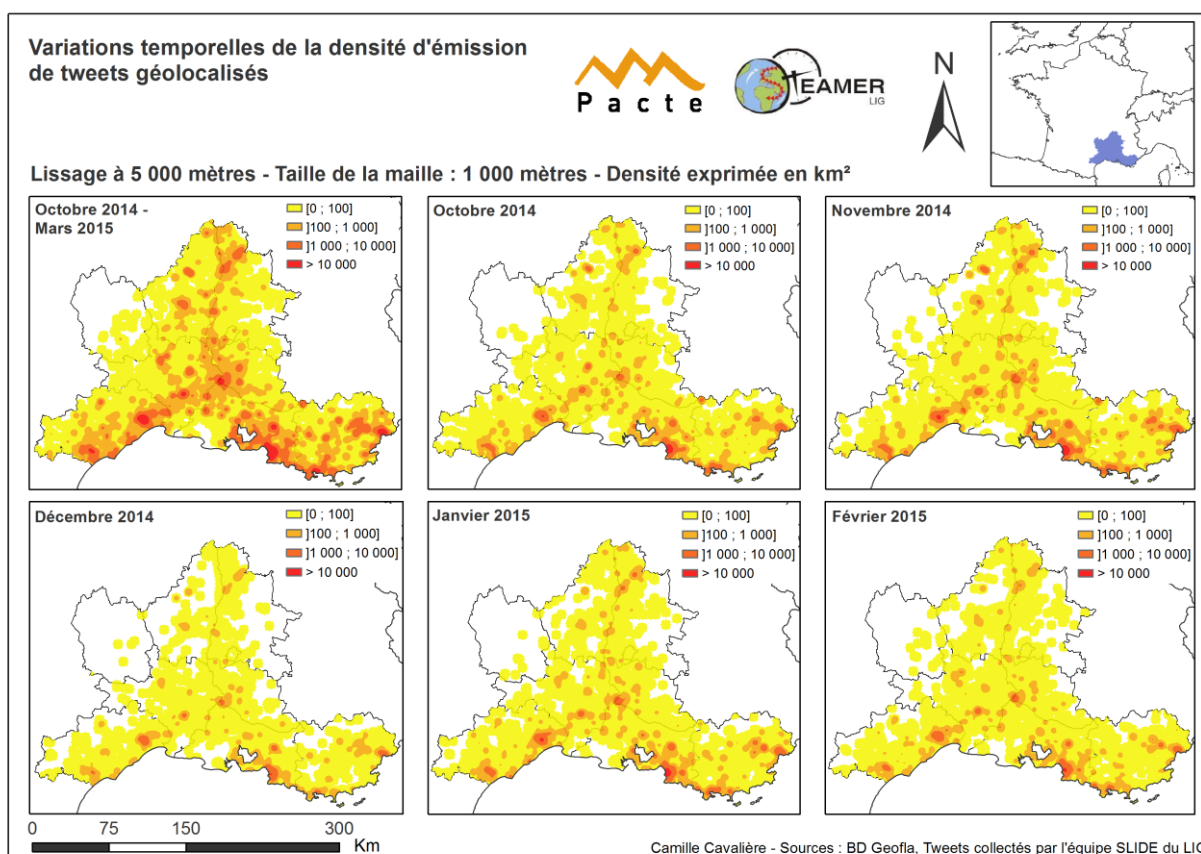 Variations temporelles de la densité d'émission
de tweets géolocalisés
Pacte
STEAMER
LIG
N
Lissage à 5 000 mètres - Taille de la maille : 1 000 mètres - Densité exprimée en km²
Octobre 2014 -
Mars 2015
[0 ; 100]
]100 ; 1 000]
]1 000 ; 10 000]
> 10 000
Octobre 2014
[0 ; 100]
]100 ; 1 000]
]1 000 ; 10 000]
> 10 000
Novembre 2014
[0 ; 100]
]100 ; 1 000]
]1 000 ; 10 000]
> 10 000
Décembre 2014
[0 ; 100]
]100 ; 1 000]
]1 000 ; 10 000]
> 10 000
Janvier 2015
[0 ; 100]
]100 ; 1 000]
]1 000 ; 10 000]
> 10 000
Février 2015
[0 ; 100]
]100 ; 1 000]
]1 000 ; 10 000]
> 10 000
0 75 150 300
Km
Camille Cavalière - Sources : BD Geofla, Tweets collectés par l'équipe SLIDE du LIG